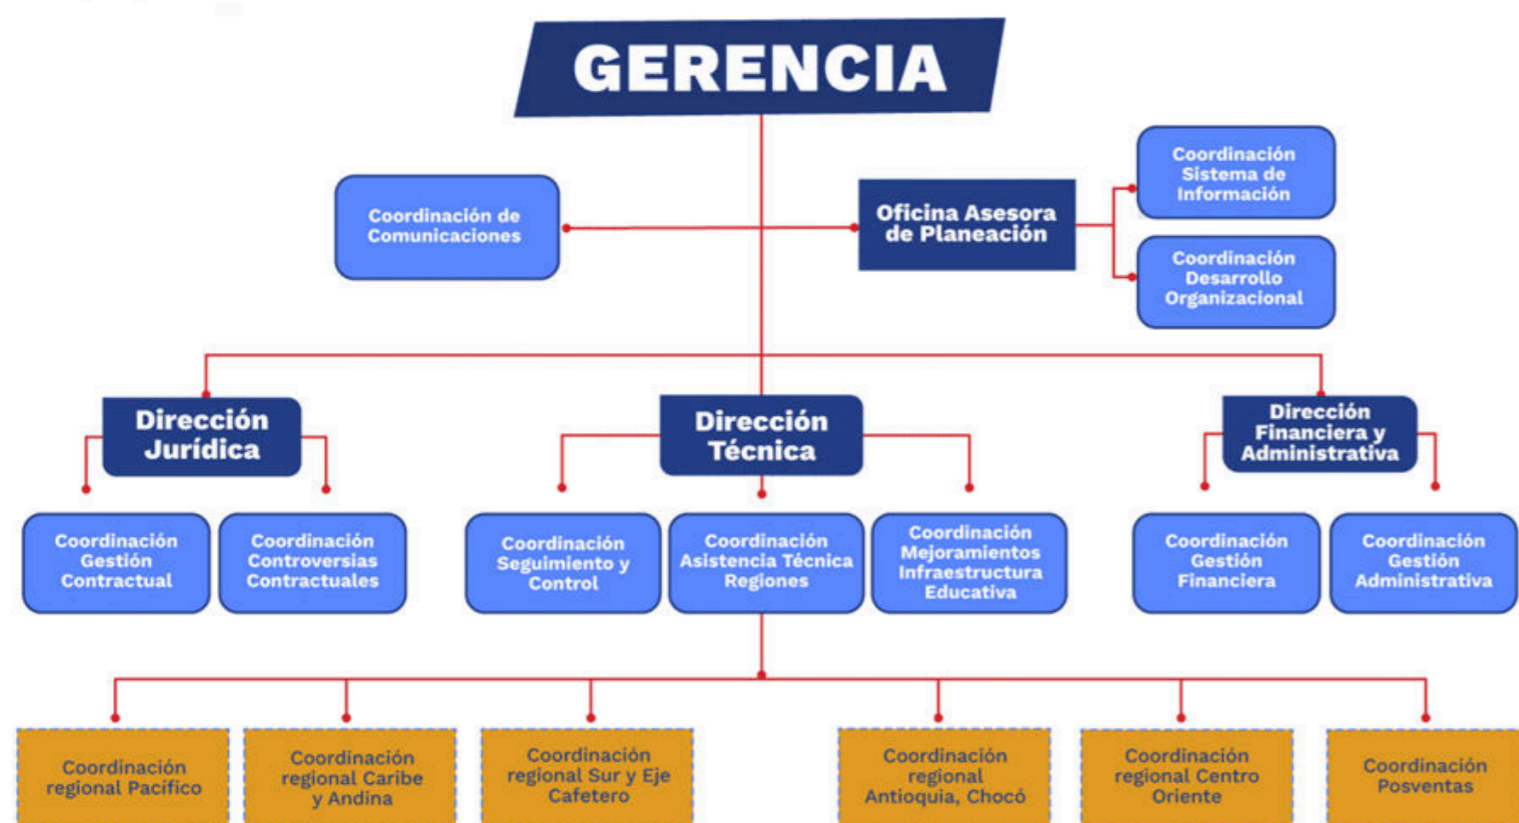 GERENCIA
Coordinación de
Comunicaciones
Oficina Asesora
de Planeación
Coordinación
Sistema de
Información
Coordinación
Desarrollo
Organizacional
Dirección
Jurídica
Dirección
Técnica
Dirección
Financiera y
Administrativa
Coordinación
Gestión
Contractual
Coordinación
Controversias
Contractuales
Coordinación
Seguimiento y
Control
Coordinación
Asistencia Técnica
Regiones
Coordinación
Mejoramientos
Infraestructura
Educativa
Coordinación
Gestión
Financiera
Coordinación
Gestión
Administrativa
Coordinación
regional Pacífico
Coordinación
regional Caribe
y Andina
Coordinación
regional Sur y Eje
Cafetero
Coordinación
regional
Antioquia, Chocó
Coordinación
regional Centro
Oriente
Coordinación
Posventas